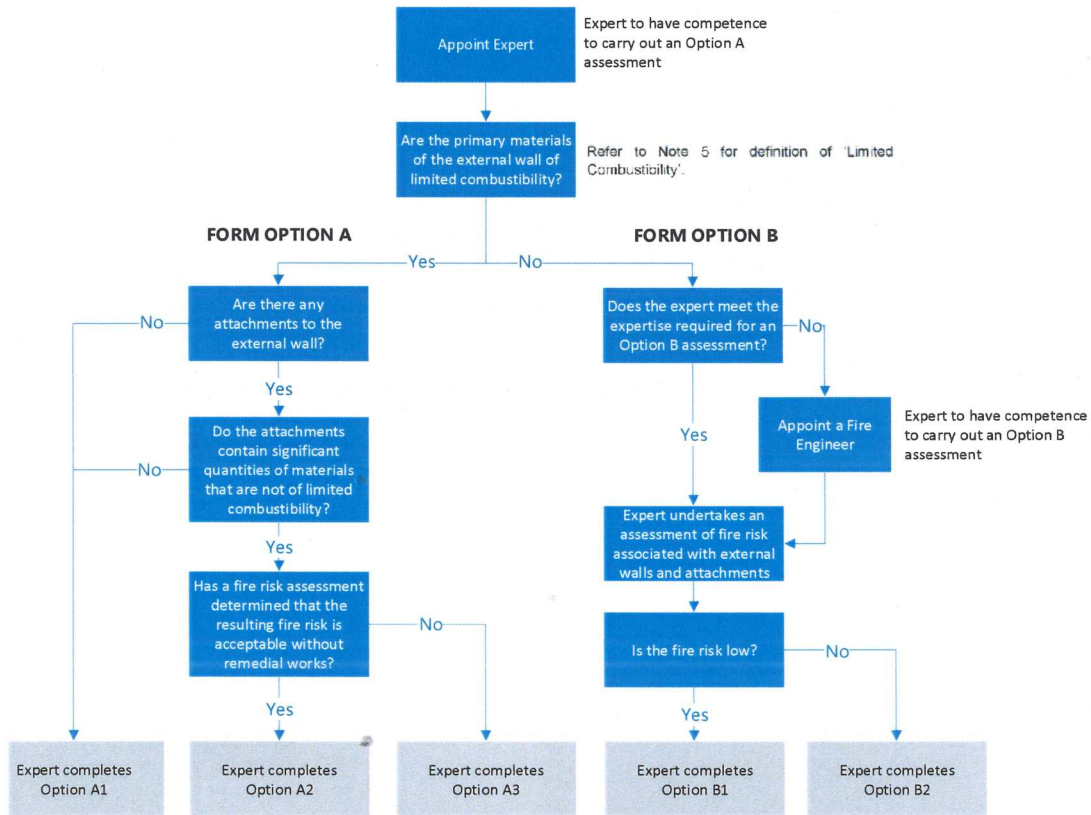 Appoint Expert
Expert to have competence
to carry out an Option A
assessment
Are the primary materials
of the external wall of
limited combustibility?
Refer to Note 5 for definition of 'Limited
Combustibility'.
FORM OPTION A
FORM OPTION B
Yes
No
Are there any
attachments to the
external wall?
No
Yes
Do the attachments
contain significant
quantities of materials
that are not of limited
combustibility?
No
Yes
Has a fire risk assessment
determined that the
resulting fire risk is
acceptable without
remedial works?
No
Yes
Does the expert meet the
expertise required for an
Option B assessment?
No
Yes
Appoint a Fire
Engineer
Expert to have competence
to carry out an Option B
assessment
Expert undertakes an
assessment of fire risk
associated with external
walls and attachments
Is the fire risk low?
No
Yes
Expert completes
Option A1
Expert completes
Option A2
Expert completes
Option A3
Expert completes
Option B1
Expert completes
Option B2